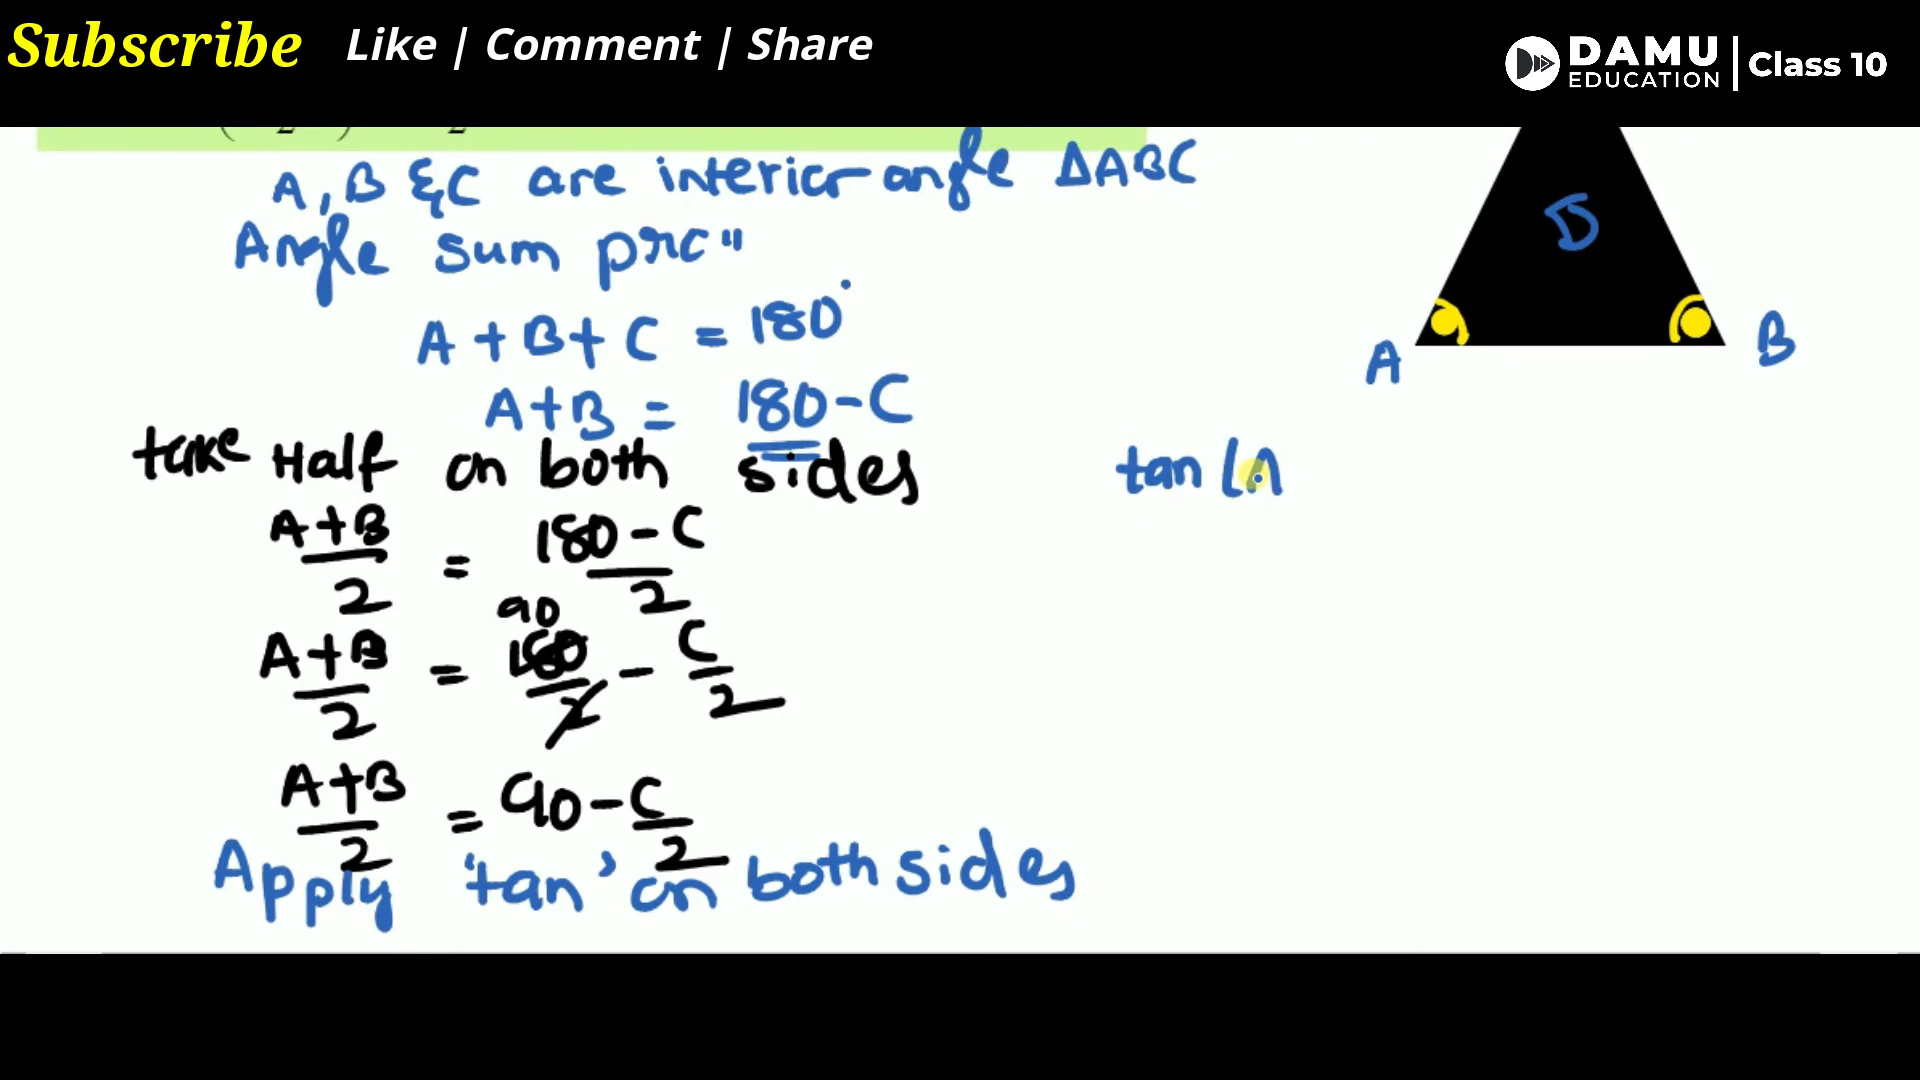 Subscribe Like | Comment | Share
DAMU EDUCATION | Class 10
A, B & C are interior angle ΔABC
Angle sum pro"
A + B + C = 180°
A+B = 180-C
take Half on both sides
A+B/2 = 180-C/2
90
A+B/2 = 180/2 - C/2
A+B/2 = 90-C/2
Apply 'tan' on both sides
tan (A
A
B